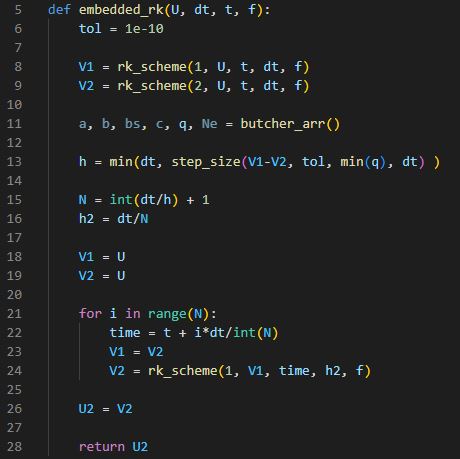 5 def embedded_rk(U, dt, t, f):
6     tol = 1e-10
7
8     V1 = rk_scheme(1, U, t, dt, f)
9     V2 = rk_scheme(2, U, t, dt, f)
10
11     a, b, bs, c, q, Ne = butcher_arr()
12
13     h = min(dt, step_size(V1-V2, tol, min(q), dt) )
14
15     N = int(dt/h) + 1
16     h2 = dt/N
17
18     V1 = U
19     V2 = U
20
21     for i in range(N):
22         time = t + i*dt/int(N)
23         V1 = V2
24         V2 = rk_scheme(1, V1, time, h2, f)
25
26     U2 = V2
27
28     return U2